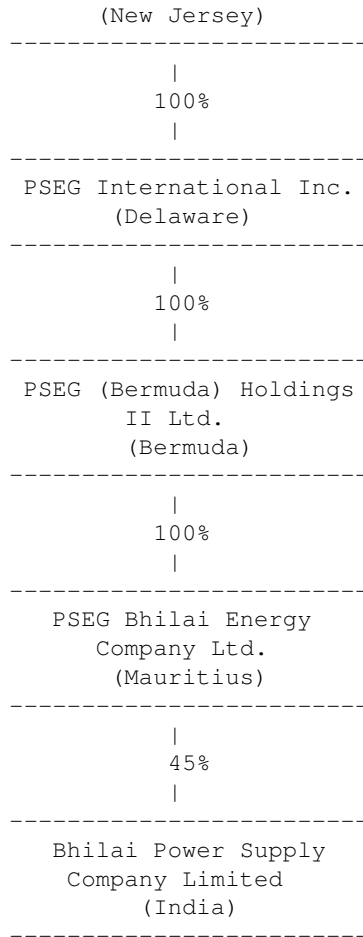 (New Jersey)
-------------------------
|
100%
|
-------------------------
PSEG International Inc.
(Delaware)
-------------------------
|
100%
|
-------------------------
PSEG (Bermuda) Holdings
II Ltd.
(Bermuda)
-------------------------
|
100%
|
-------------------------
PSEG Bhilai Energy
Company Ltd.
(Mauritius)
-------------------------
|
45%
|
-------------------------
Bhilai Power Supply
Company Limited
(India)
-------------------------